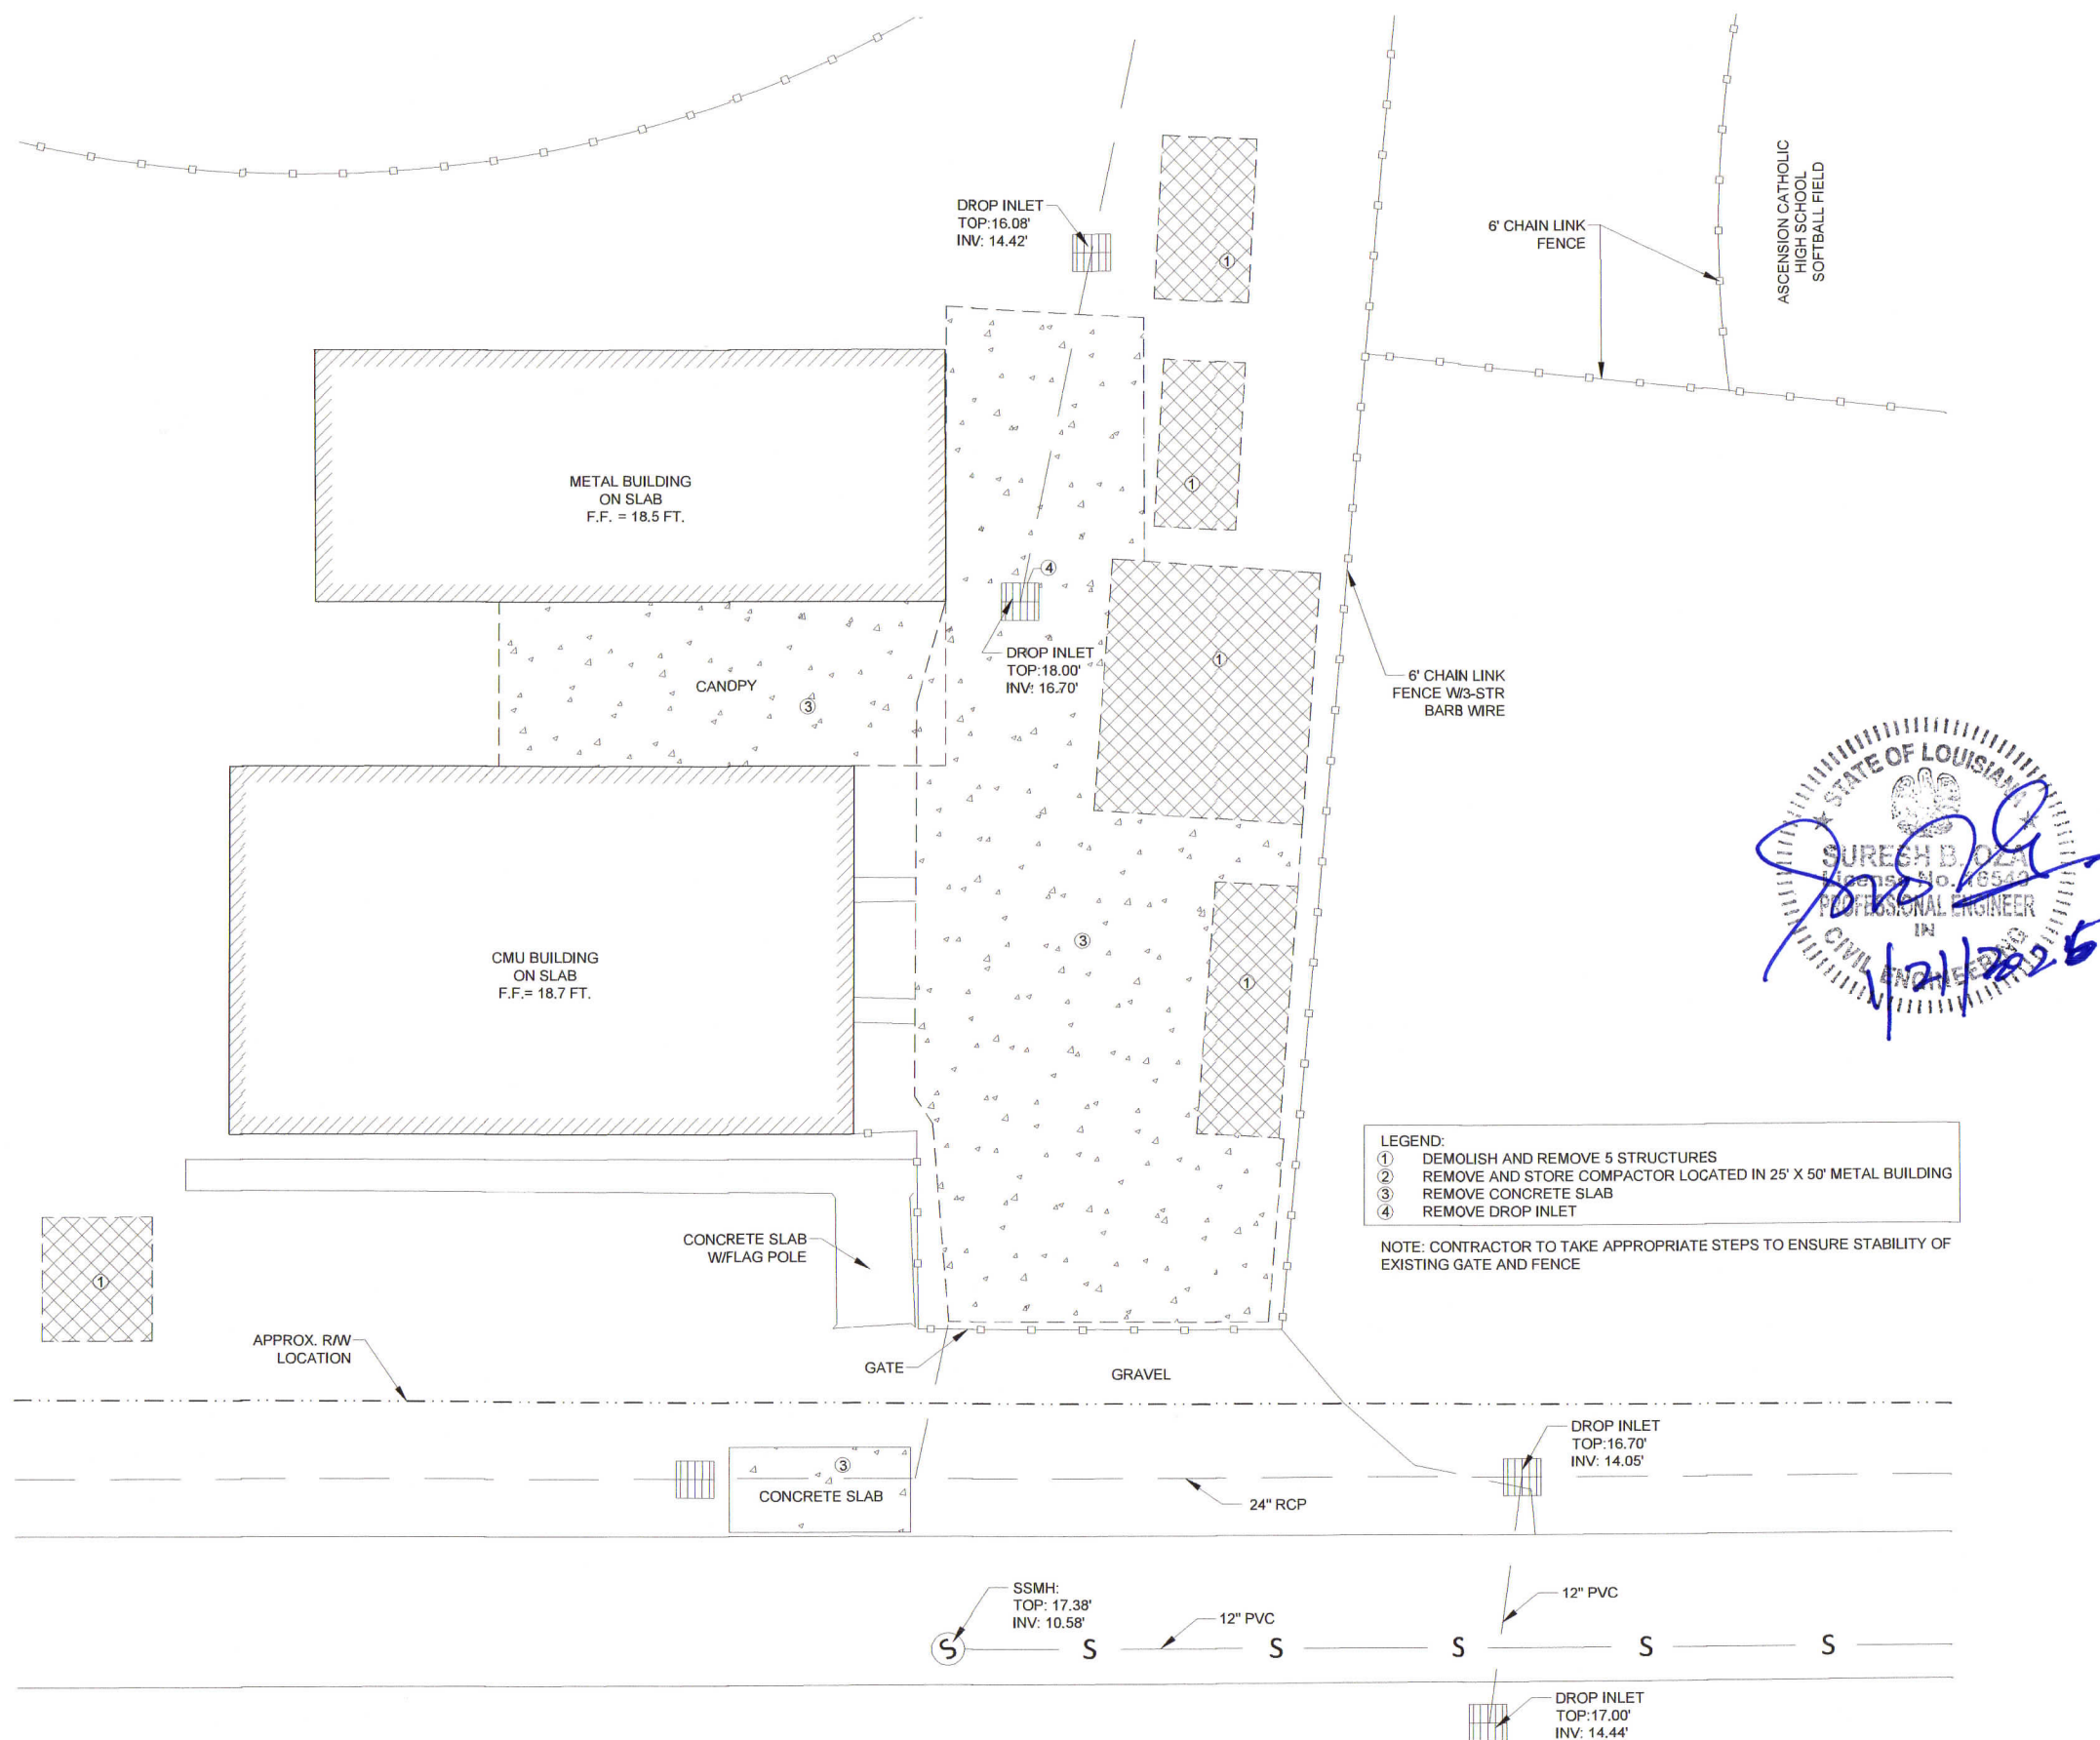 DROP INLET
TOP:16.08'
INV: 14.42'
①
6' CHAIN LINK
FENCE
ASCENSION CATHOLIC
HIGH SCHOOL
SOFTBALL FIELD
METAL BUILDING
ON SLAB
F.F. = 18.5 FT.
①
④
DROP INLET
TOP:18.00'
INV: 16.70'
①
CANOPY
③
6' CHAIN LINK
FENCE W/3-STR
BARB WIRE
STATE OF LOUISIANA
SURESH B. OZA
License No. 16540
PROFESSIONAL ENGINEER
IN
CIVIL ENGINEERING
1/21/2025
CMU BUILDING
ON SLAB
F.F.= 18.7 FT.
③
①
LEGEND:
① DEMOLISH AND REMOVE 5 STRUCTURES
② REMOVE AND STORE COMPACTOR LOCATED IN 25' X 50' METAL BUILDING
③ REMOVE CONCRETE SLAB
④ REMOVE DROP INLET
NOTE: CONTRACTOR TO TAKE APPROPRIATE STEPS TO ENSURE STABILITY OF
EXISTING GATE AND FENCE
CONCRETE SLAB
W/FLAG POLE
①
APPROX. R/W
LOCATION
GATE
GRAVEL
DROP INLET
TOP:16.70'
INV: 14.05'
③
CONCRETE SLAB
24" RCP
SSMH:
TOP: 17.38'
INV: 10.58'
12" PVC
12" PVC
S S S S S S
DROP INLET
TOP:17.00'
INV: 14.44'